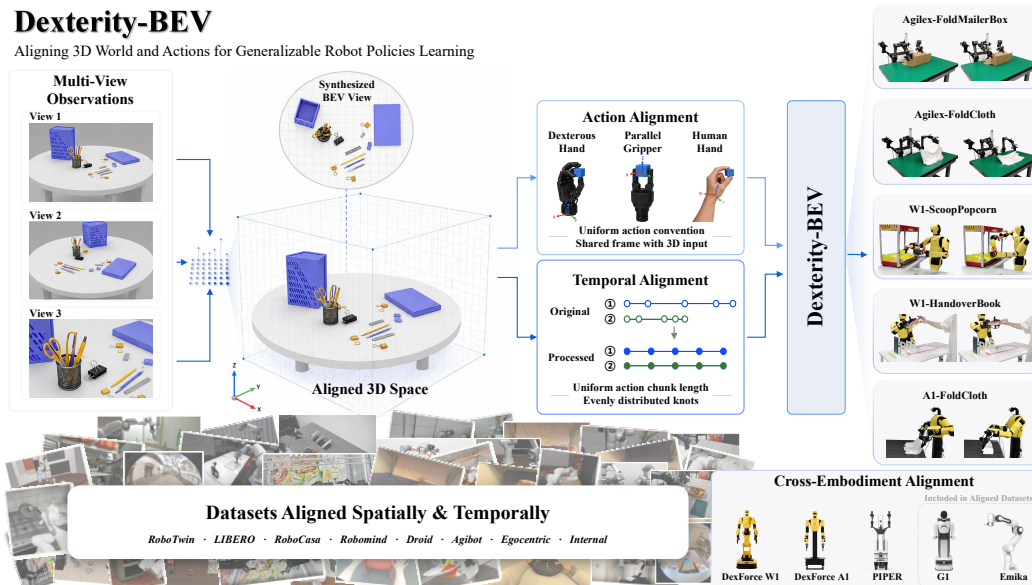 Dexterity-BEV
Aligning 3D World and Actions for Generalizable Robot Policies Learning
Multi-View
Observations
View 1
View 2
View 3
Synthesized
BEV View
Z
Y
X
Aligned 3D Space
Action Alignment
Dexterous
Hand
Parallel
Gripper
Human
Hand
Uniform action convention
Shared frame with 3D input
Temporal Alignment
Original
①
②
Processed
①
②
Uniform action chunk length
Evenly distributed knots
Dexterity-BEV
Agilex-FoldMailerBox
Agilex-FoldCloth
W1-ScoopPopcorn
W1-HandoverBook
A1-FoldCloth
Datasets Aligned Spatially & Temporally
RoboTwin · LIBERO · RoboCasa · Robomind · Droid · Agibot · Egocentric · Internal
Cross-Embodiment Alignment
Included in Aligned Datasets
DexForce W1
DexForce A1
PIPER
G1